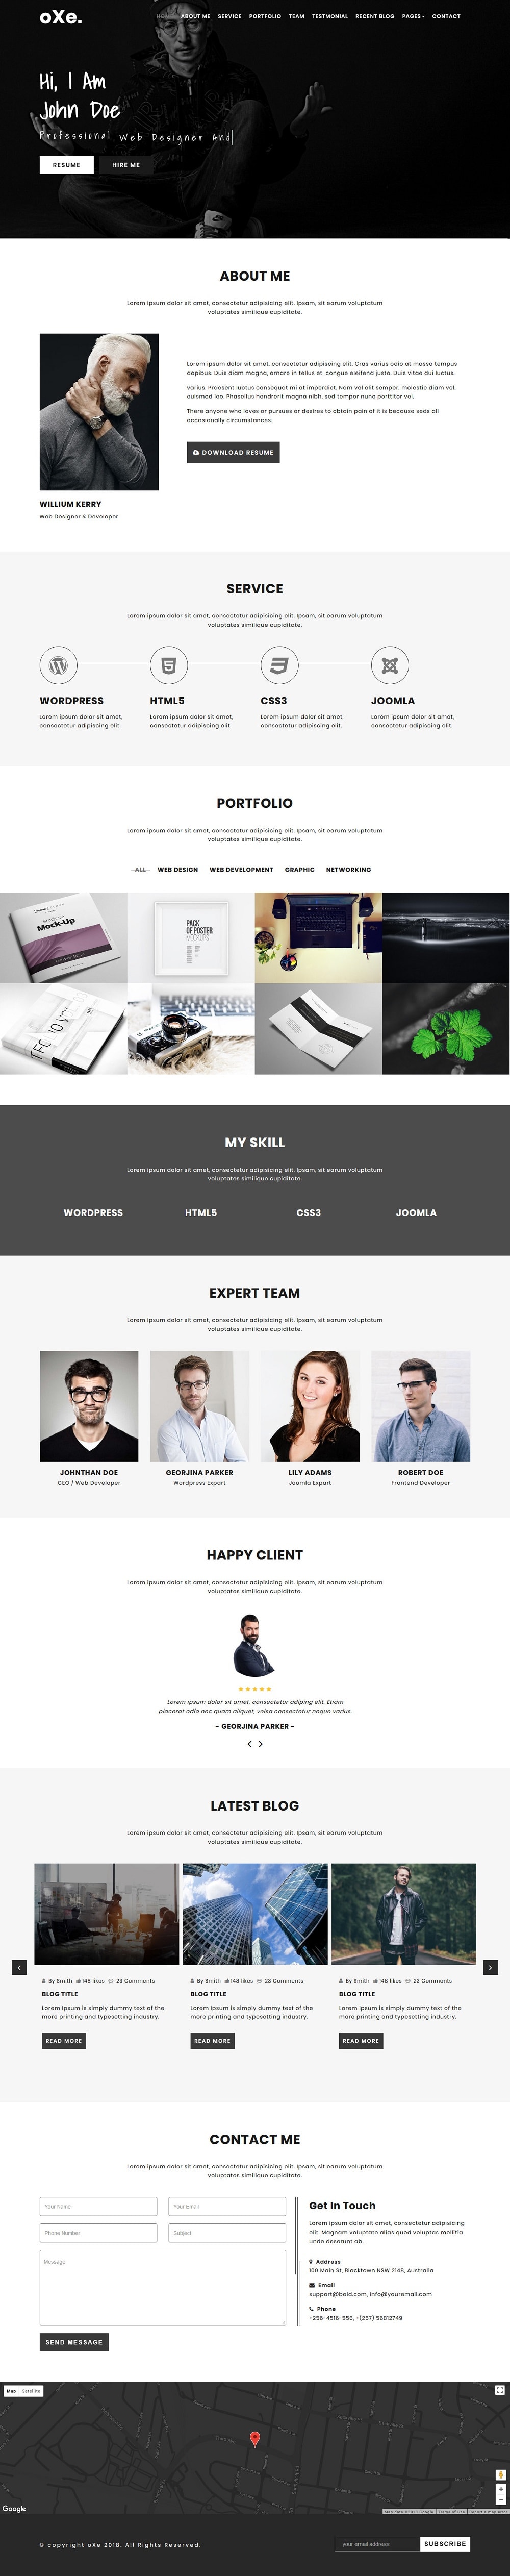 oXe.
HOME ABOUT ME SERVICE PORTFOLIO TEAM TESTMONIAL RECENT BLOG PAGES CONTACT
Hi, I Am
John Doe
Professional Web Designer And
RESUME HIRE ME
ABOUT ME
Lorem ipsum dolor sit amet, consectetur adipisicing elit. Ipsam, sit earum voluptatum
voluptates similique cupiditate.
Lorem ipsum dolor sit amet, consectetur adipisicing elit. Cras varius odio at massa tempus
dapibus. Duis diam magna, ornare in tellus et, congue eleifend justo. Duis vitae dui luctus.
varius. Praesent luctus consequat mi at imperdiet. Nam vel elit semper, molestie diam vel,
euismod leo. Phasellus hendrerit magna nibh, sed tempor nunc porttitor vel.
There anyone who loves or pursues or desires to obtain pain of it is because seds all
occasionally circumstances.
DOWNLOAD RESUME
WILLIUM KERRY
Web Designer & Developer
SERVICE
Lorem ipsum dolor sit amet, consectetur adipisicing elit. Ipsam, sit earum voluptatum
voluptates similique cupiditate.
WORDPRESS HTML5 CSS3 JOOMLA
Lorem ipsum dolor sit amet, Lorem ipsum dolor sit amet, Lorem ipsum dolor sit amet, Lorem ipsum dolor sit amet,
consectetur adipiscing elit. consectetur adipiscing elit. consectetur adipiscing elit. consectetur adipiscing elit.
PORTFOLIO
Lorem ipsum dolor sit amet, consectetur adipisicing elit. Ipsam, sit earum voluptatum
voluptates similique cupiditate.
ALL WEB DESIGN WEB DEVELOPMENT GRAPHIC NETWORKING
Brochure
Mock-Up
PACK
OF POSTER
MOCKUPS
MY SKILL
Lorem ipsum dolor sit amet, consectetur adipisicing elit. Ipsam, sit earum voluptatum
voluptates similique cupiditate.
WORDPRESS HTML5 CSS3 JOOMLA
EXPERT TEAM
Lorem ipsum dolor sit amet, consectetur adipisicing elit. Ipsam, sit earum voluptatum
voluptates similique cupiditate.
JOHNTHAN DOE GEORJINA PARKER LILY ADAMS ROBERT DOE
CEO / Web Developer Wordpress Expart Joomla Expart Frontend Developer
HAPPY CLIENT
Lorem ipsum dolor sit amet, consectetur adipisicing elit. Ipsam, sit earum voluptatum
voluptates similique cupiditate.
Lorem ipsum dolor sit amet, consectetur adiping elit. Etiam
placerat odio nec quam aliquet, volsa consectetur noque varius.
- GEORJINA PARKER -
LATEST BLOG
Lorem ipsum dolor sit amet, consectetur adipisicing elit. Ipsam, sit earum voluptatum
voluptates similique cupiditate.
By Smith 148 likes 23 Comments By Smith 148 likes 23 Comments By Smith 148 likes 23 Comments
BLOG TITLE BLOG TITLE BLOG TITLE
Lorem Ipsum is simply dummy text of the Lorem Ipsum is simply dummy text of the Lorem Ipsum is simply dummy text of the
more printing and typesetting industry. more printing and typesetting industry. more printing and typesetting industry.
READ MORE READ MORE READ MORE
CONTACT ME
Lorem ipsum dolor sit amet, consectetur adipisicing elit. Ipsam, sit earum voluptatum
voluptates similique cupiditate.
Your Name Your Email
Phone Number Subject
Message
SEND MESSAGE
Get In Touch
Lorem ipsum dolor sit amet, consectetur adipisicing
elit. Magnam voluptate alias quod voluptas mollitia
unde deserunt ab.
Address
100 Main St, Blacktown NSW 2148, Australia
Email
support@bold.com, info@youremail.com
Phone
+256-4516-556, +(257) 56812749
Map Satellite
Google
Map data ©2018 Google Terms of Use Report a map error
© copyright oXe 2018. All Rights Reserved.
your email address SUBSCRIBE